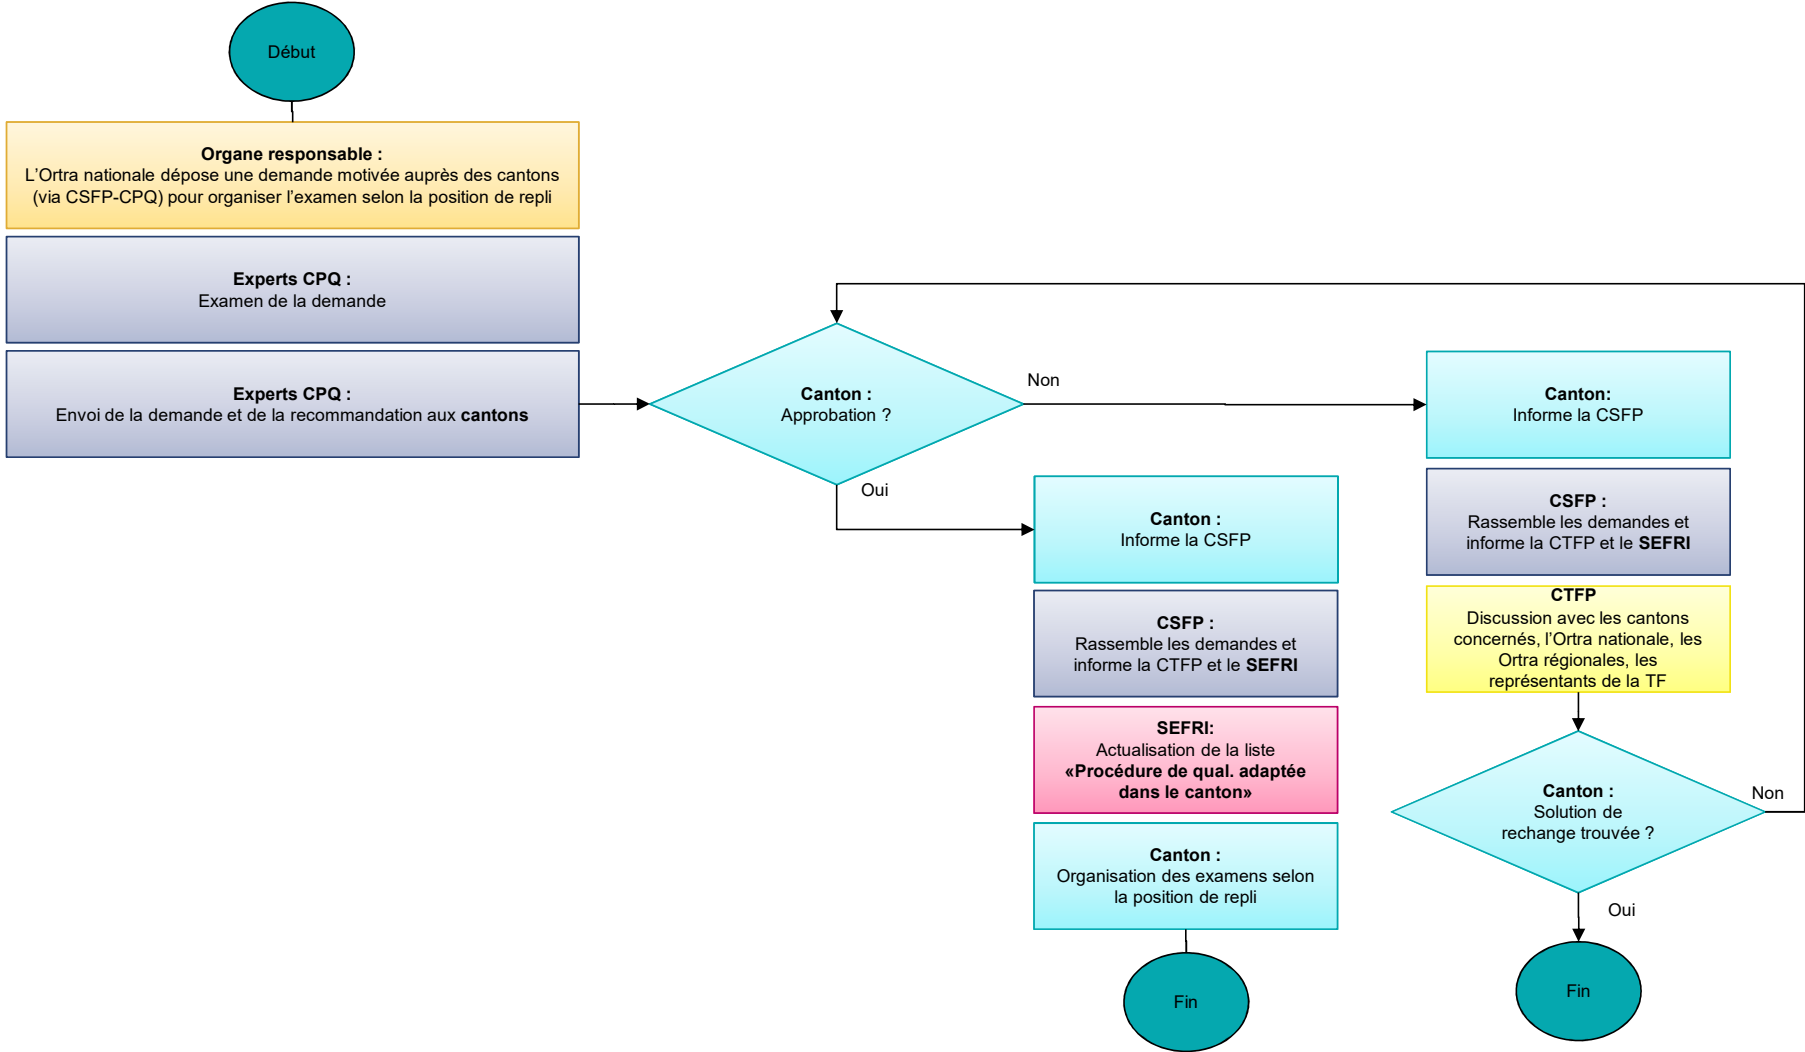 Début
Organe responsable :
L'Ortra nationale dépose une demande motivée auprès des cantons
(via CSFP-CPQ) pour organiser l'examen selon la position de repli
Experts CPQ :
Examen de la demande
Experts CPQ :
Envoi de la demande et de la recommandation aux cantons
Canton :
Approbation ?
Non
Oui
Canton :
Informe la CSFP
CSFP :
Rassemble les demandes et
informe la CTFP et le SEFRI
SEFRI:
Actualisation de la liste
«Procédure de qual. adaptée
dans le canton»
Canton :
Organisation des examens selon
la position de repli
Fin
Canton:
Informe la CSFP
CSFP :
Rassemble les demandes et
informe la CTFP et le SEFRI
CTFP
Discussion avec les cantons
concernés, l'Ortra nationale, les
Ortra régionales, les
représentants de la TF
Canton :
Solution de
rechange trouvée ?
Non
Oui
Fin